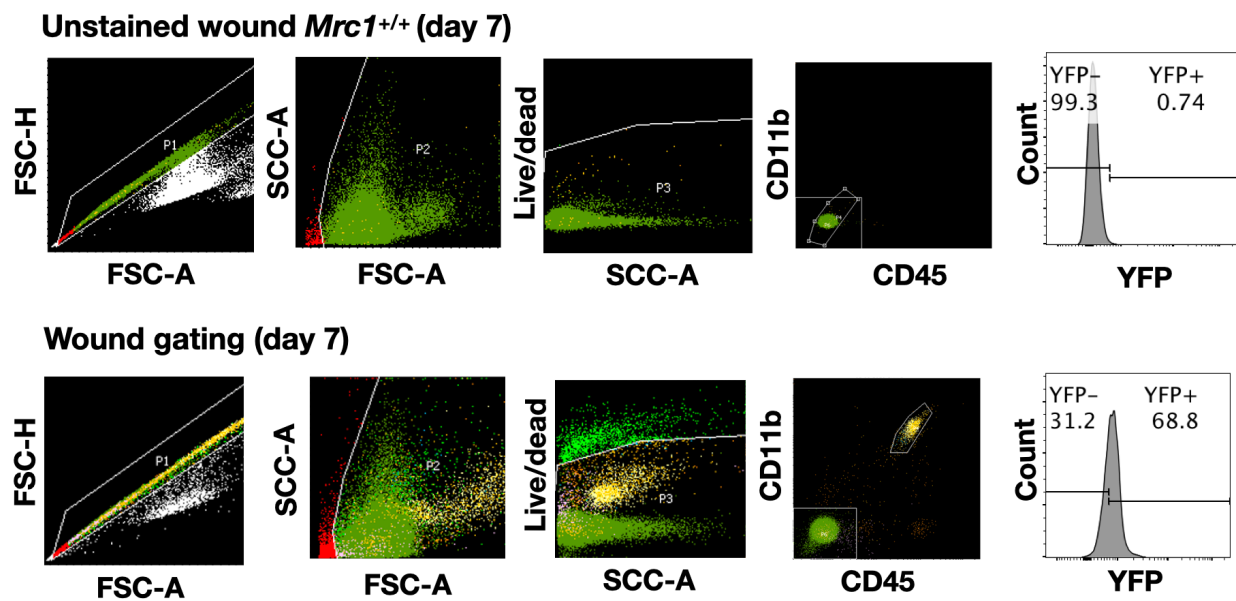 Unstained wound Mrc1+/+ (day 7)
FSC-H
P1
FSC-A
SCC-A
P2
FSC-A
Live/dead
P3
SCC-A
CD11b
CD45
Count
YFP– YFP+
99.3 0.74
YFP
Wound gating (day 7)
FSC-H
P1
FSC-A
SCC-A
P2
FSC-A
Live/dead
P3
SCC-A
CD11b
CD45
Count
YFP– YFP+
31.2 68.8
YFP